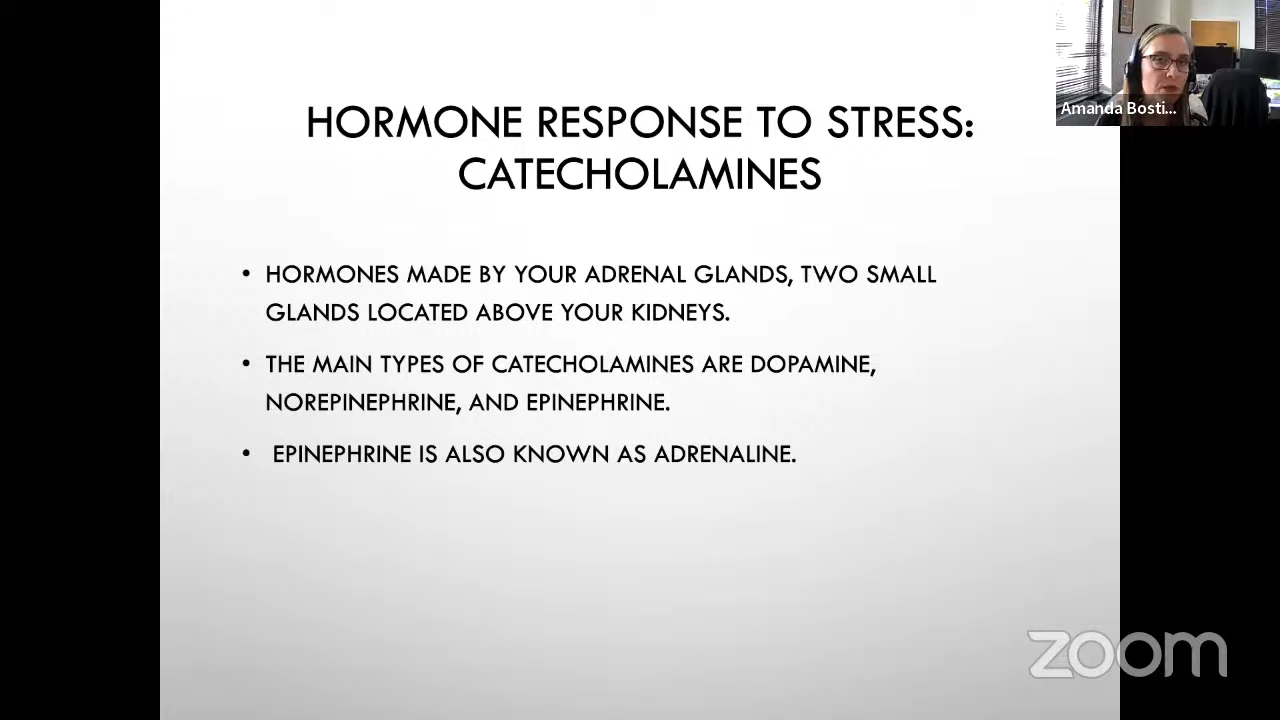 HORMONE RESPONSE TO STRESS:
CATECHOLAMINES
• HORMONES MADE BY YOUR ADRENAL GLANDS, TWO SMALL
GLANDS LOCATED ABOVE YOUR KIDNEYS.
• THE MAIN TYPES OF CATECHOLAMINES ARE DOPAMINE,
NOREPINEPHRINE, AND EPINEPHRINE.
• EPINEPHRINE IS ALSO KNOWN AS ADRENALINE.
Amanda Bosti...
zoom